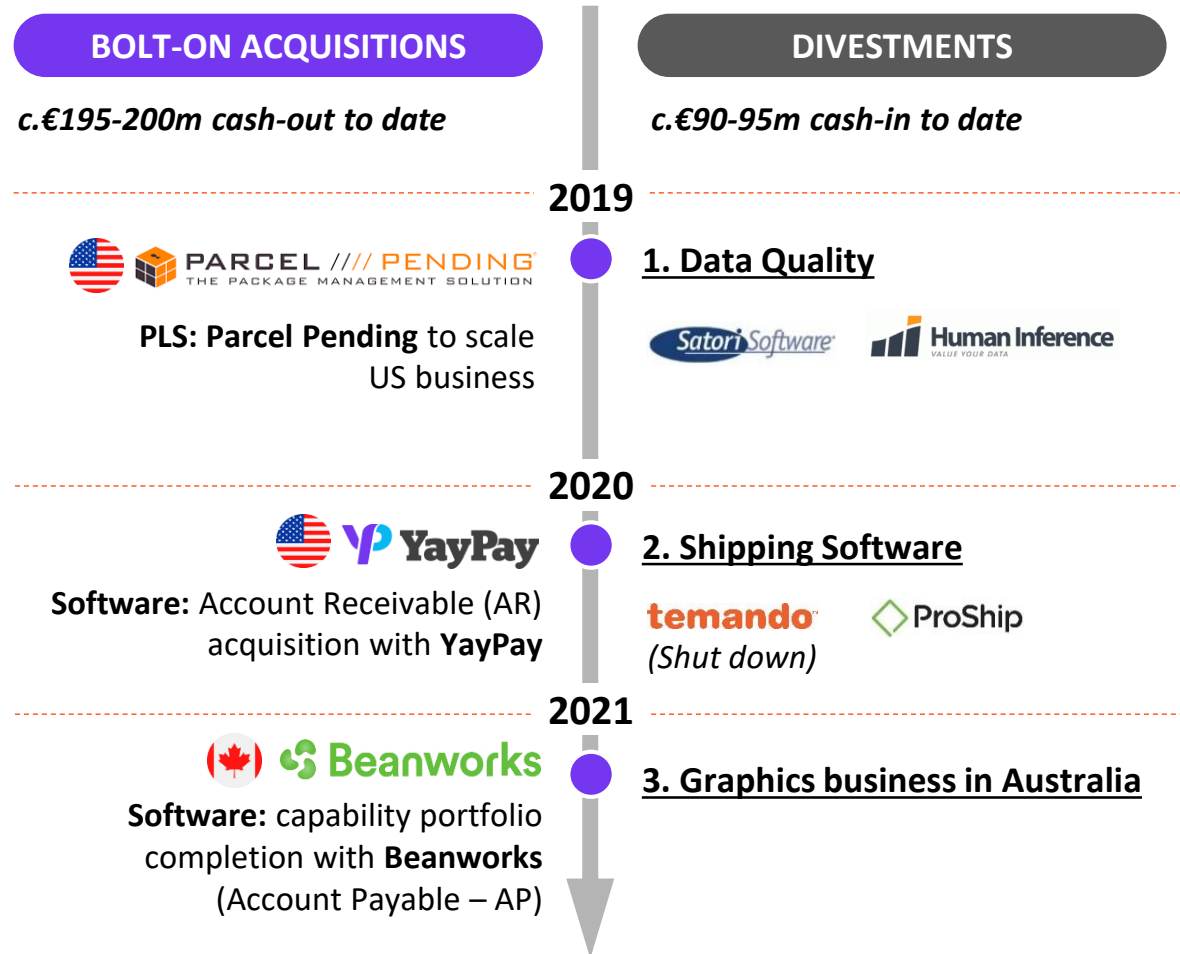 BOLT-ON ACQUISITIONS
DIVESTMENTS
c.€195-200m cash-out to date
c.€90-95m cash-in to date
2019
PARCEL //// PENDING
THE PACKAGE MANAGEMENT SOLUTION
PLS: Parcel Pending to scale
US business
1. Data Quality
Satori Software
Human Inference
VALUE YOUR DATA
2020
YayPay
Software: Account Receivable (AR)
acquisition with YayPay
2. Shipping Software
temando
(Shut down)
ProShip
2021
Beanworks
Software: capability portfolio
completion with Beanworks
(Account Payable – AP)
3. Graphics business in Australia